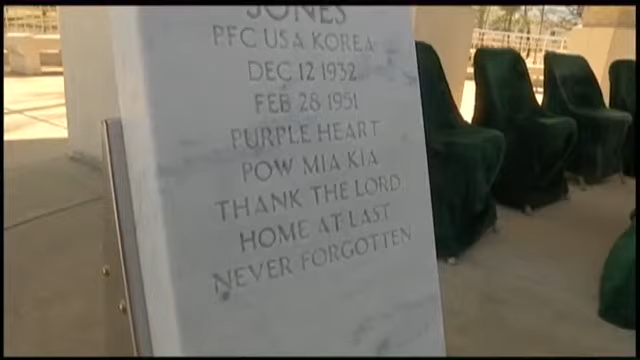 JONES
PFC USA KOREA
DEC 12 1932
FEB 28 1951
PURPLE HEART
POW MIA KIA
THANK THE LORD
HOME AT LAST
NEVER FORGOTTEN